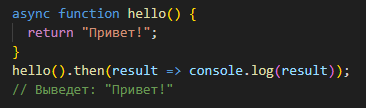 async function hello() {
  return "Привет!";
}
hello().then(result => console.log(result));
// Выведет: "Привет!"